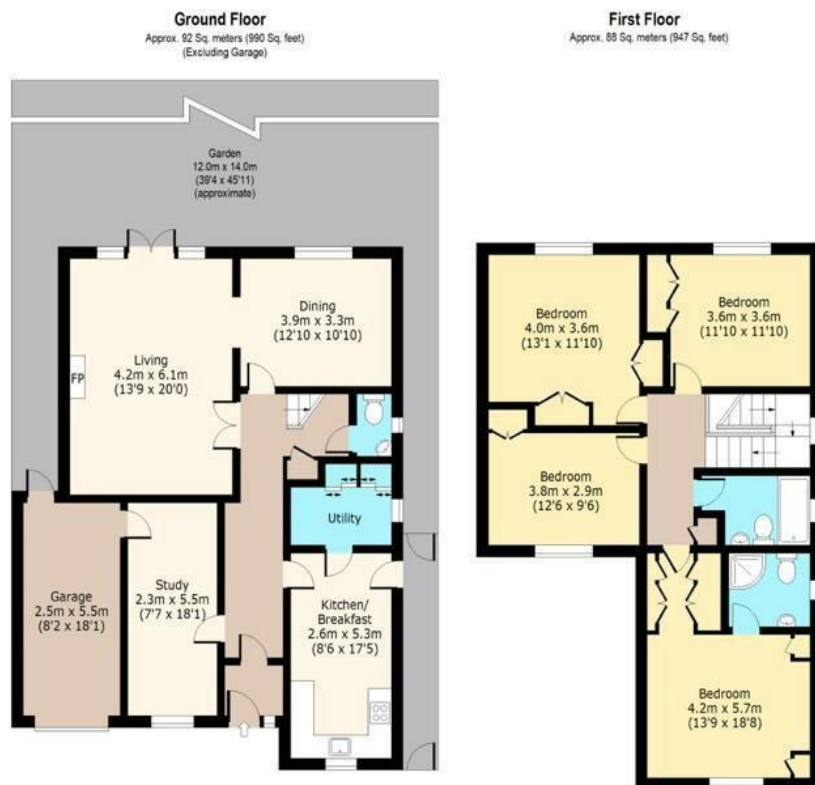 Ground Floor
Approx. 92 Sq. meters (990 Sq. feet)
(Excluding Garage)
Garden
12.0m x 14.0m
(39'4 x 45'11)
(approximate)
Dining
3.9m x 3.3m
(12'10 x 10'10)
Living
4.2m x 6.1m
(13'9 x 20'0)
FP
Utility
Garage
2.5m x 5.5m
(8'2 x 18'1)
Study
2.3m x 5.5m
(7'7 x 18'1)
Kitchen/
Breakfast
2.6m x 5.3m
(8'6 x 17'5)
First Floor
Approx. 88 Sq. meters (947 Sq. feet)
Bedroom
4.0m x 3.6m
(13'1 x 11'10)
Bedroom
3.6m x 3.6m
(11'10 x 11'10)
Bedroom
3.8m x 2.9m
(12'6 x 9'6)
Bedroom
4.2m x 5.7m
(13'9 x 18'8)